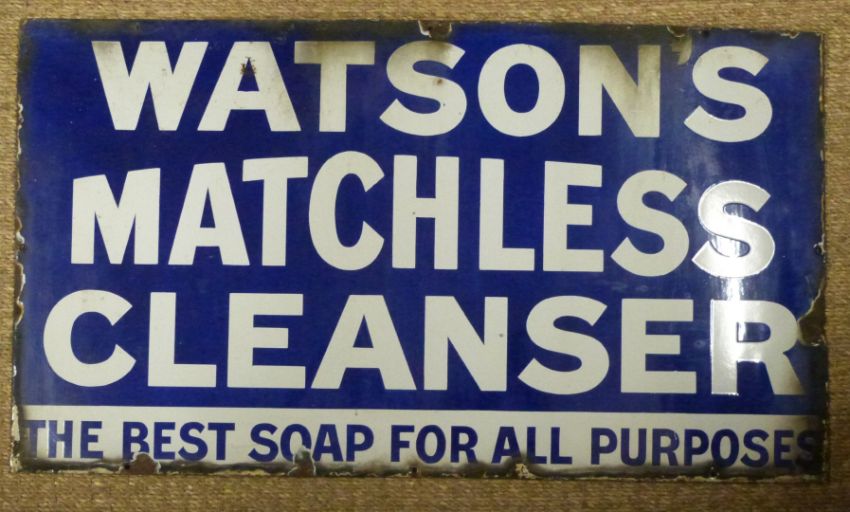 WATSON'S
MATCHLESS
CLEANSER
THE BEST SOAP FOR ALL PURPOSES